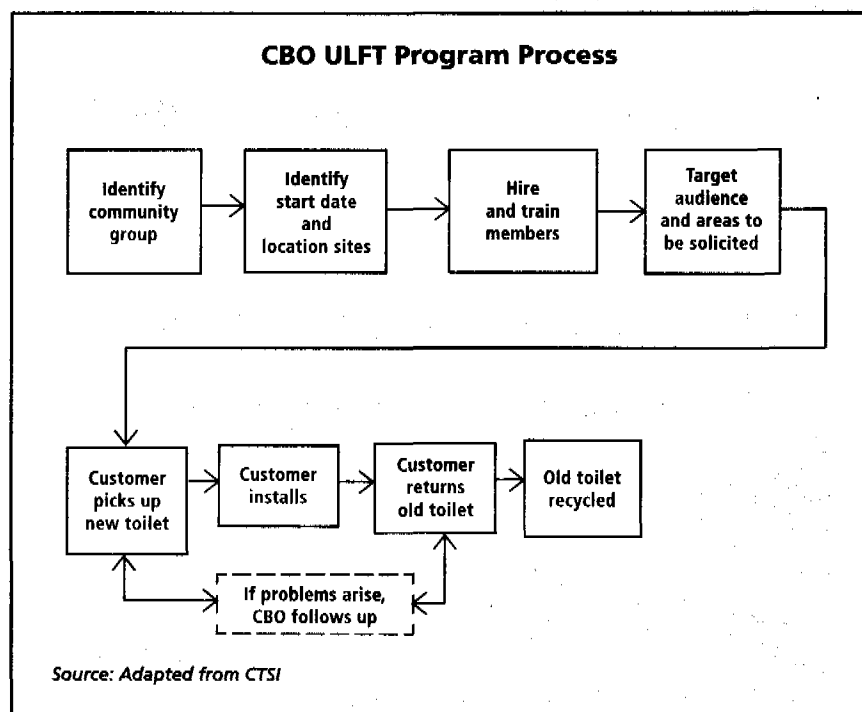 CBO ULFT Program Process
Identify
community
group
Identify
start date
and
location sites
Hire
and train
members
Target
audience
and areas to
be solicited
Customer
picks up
new toilet
Customer
installs
Customer
returns
old toilet
Old toilet
recycled
If problems arise,
CBO follows up
Source: Adapted from CTSI